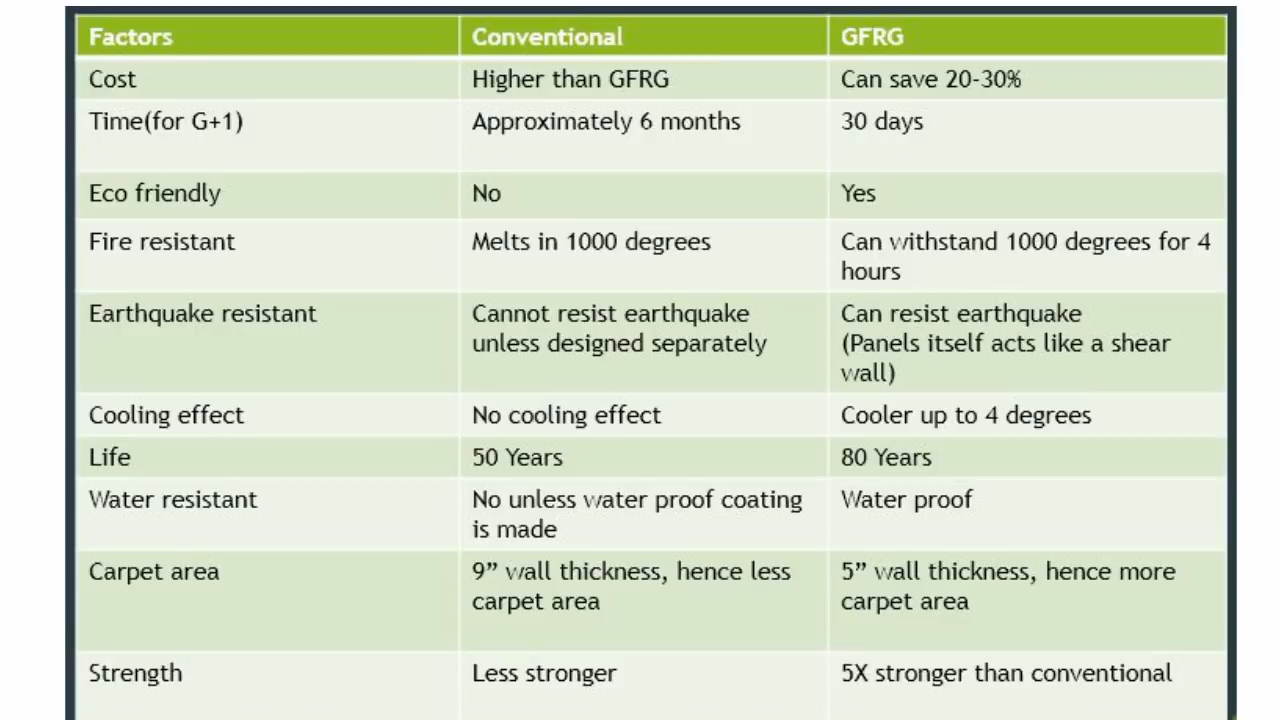 Factors Conventional GFRG
Cost Higher than GFRG Can save 20-30%
Time(for G+1) Approximately 6 months 30 days
Eco friendly No Yes
Fire resistant Melts in 1000 degrees Can withstand 1000 degrees for 4
hours
Earthquake resistant Cannot resist earthquake Can resist earthquake
unless designed separately (Panels itself acts like a shear
wall)
Cooling effect No cooling effect Cooler up to 4 degrees
Life 50 Years 80 Years
Water resistant No unless water proof coating Water proof
is made
Carpet area 9” wall thickness, hence less 5” wall thickness, hence more
carpet area carpet area
Strength Less stronger 5X stronger than conventional